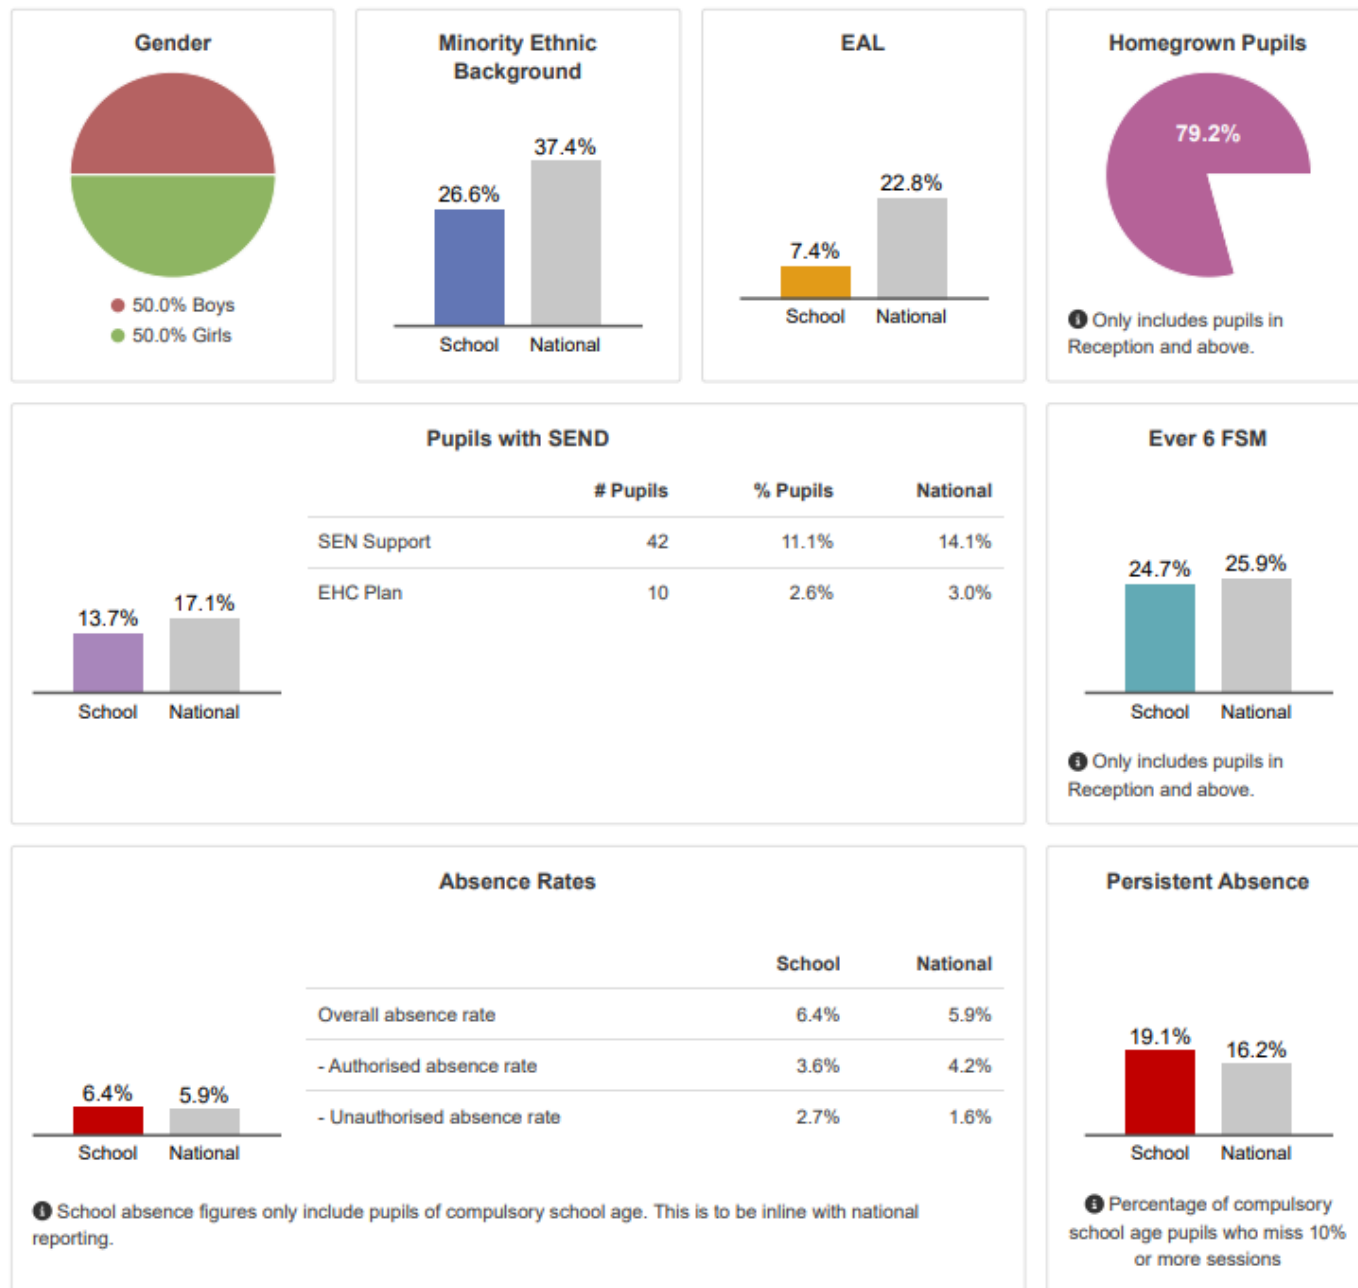 Gender
50.0% Boys
50.0% Girls
Minority Ethnic
Background
26.6%
37.4%
School National
EAL
7.4%
22.8%
School National
Homegrown Pupils
79.2%
Only includes pupils in
Reception and above.
Pupils with SEND
13.7%
17.1%
School National
# Pupils % Pupils National
SEN Support 42 11.1% 14.1%
EHC Plan 10 2.6% 3.0%
Ever 6 FSM
24.7%
25.9%
School National
Only includes pupils in
Reception and above.
Absence Rates
6.4%
5.9%
School National
School National
Overall absence rate 6.4% 5.9%
- Authorised absence rate 3.6% 4.2%
- Unauthorised absence rate 2.7% 1.6%
School absence figures only include pupils of compulsory school age. This is to be inline with national
reporting.
Persistent Absence
19.1%
16.2%
School National
Percentage of compulsory
school age pupils who miss 10%
or more sessions